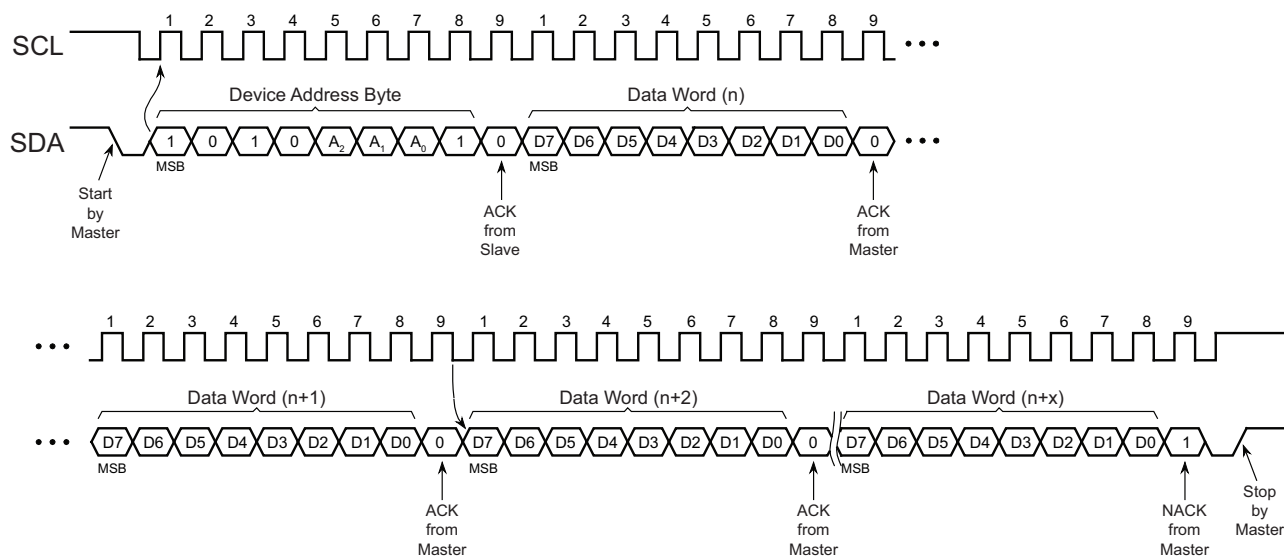 1 2 3 4 5 6 7 8 9 1 2 3 4 5 6 7 8 9
SCL
Device Address Byte Data Word (n)
SDA 1 0 1 0 A2 A1 A0 1 0 D7 D6 D5 D4 D3 D2 D1 D0 0
MSB MSB
Start
by
Master
ACK
from
Slave
ACK
from
Master
1 2 3 4 5 6 7 8 9 1 2 3 4 5 6 7 8 9 1 2 3 4 5 6 7 8 9
Data Word (n+1) Data Word (n+2) Data Word (n+x)
D7 D6 D5 D4 D3 D2 D1 D0 0 D7 D6 D5 D4 D3 D2 D1 D0 0 D7 D6 D5 D4 D3 D2 D1 D0 1
MSB MSB MSB
ACK
from
Master
ACK
from
Master
NACK
from
Master
Stop
by
Master